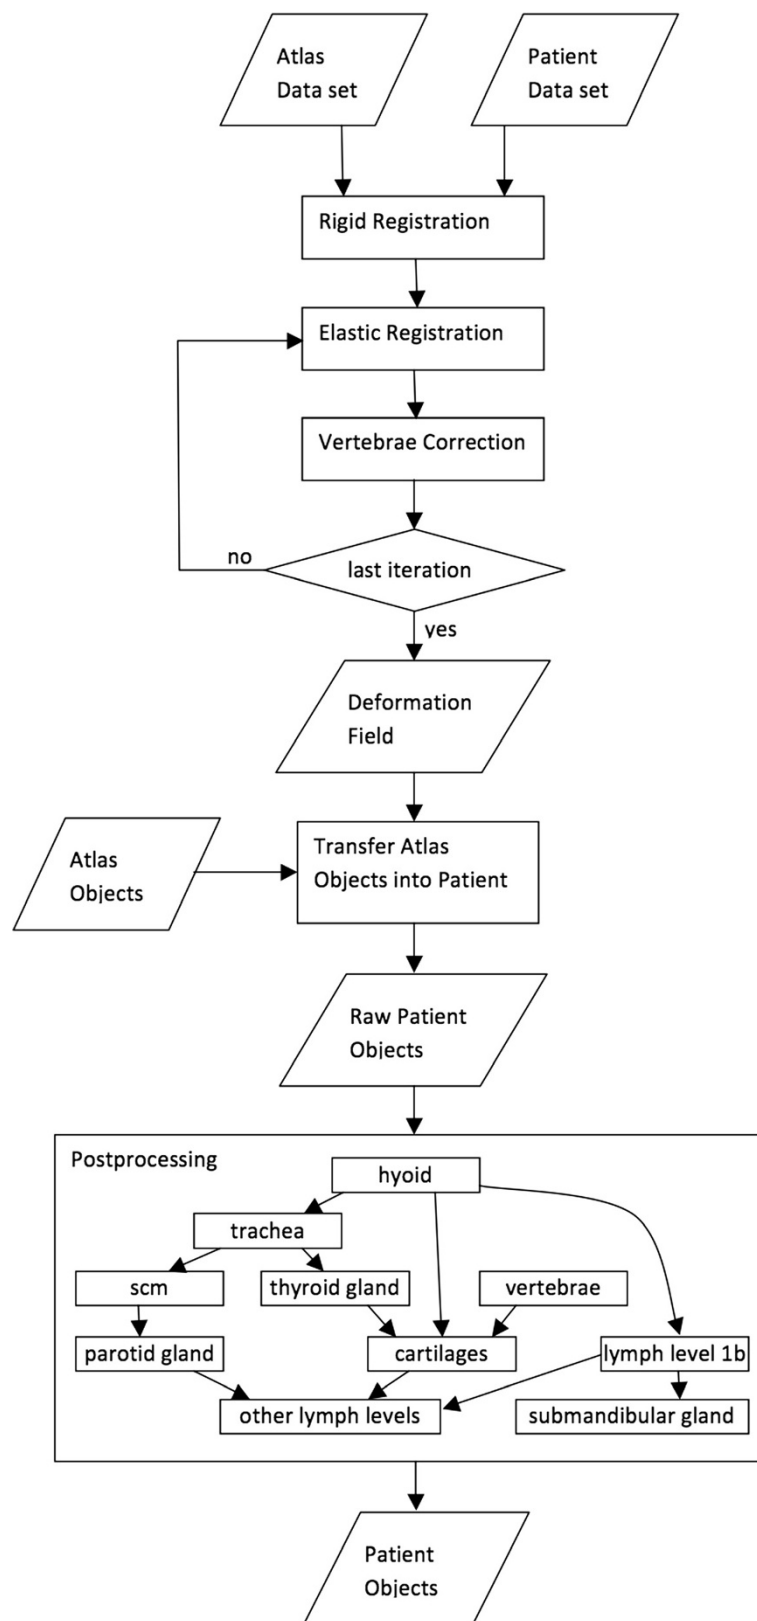 Atlas
Data set
Patient
Data set
Rigid Registration
Elastic Registration
Vertebrae Correction
no
last iteration
yes
Deformation
Field
Atlas
Objects
Transfer Atlas
Objects into Patient
Raw Patient
Objects
Postprocessing
hyoid
trachea
scm
thyroid gland
vertebrae
parotid gland
cartilages
lymph level 1b
other lymph levels
submandibular gland
Patient
Objects